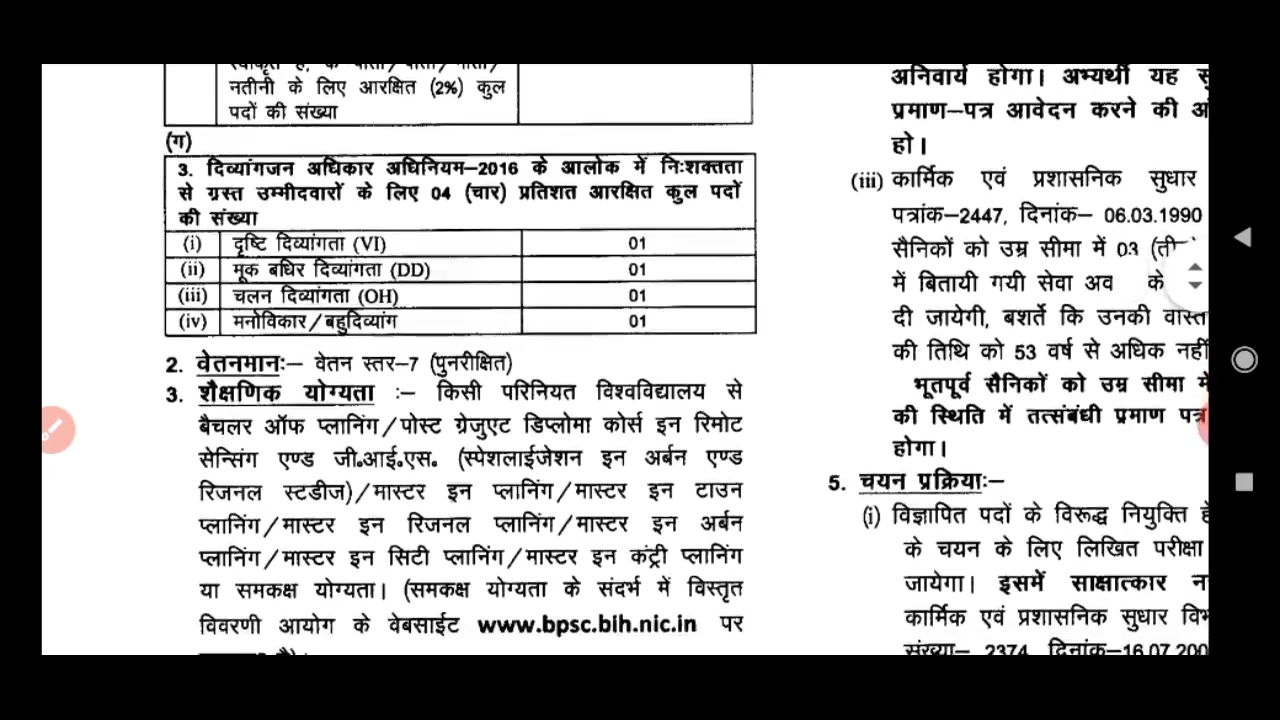 नतीनी के लिए आरक्षित (2%) कुल
पदों की संख्या
(ग)
3. दिव्यांगजन अधिकार अधिनियम–2016 के आलोक में निःशक्तता
से ग्रस्त उम्मीदवारों के लिए 04 (चार) प्रतिशत आरक्षित कुल पदों
की संख्या
(i) दृष्टि दिव्यांगता (VI) 01
(ii) मूक बधिर दिव्यांगता (DD) 01
(iii) चलन दिव्यांगता (OH) 01
(iv) मनोविकार/बहुदिव्यांग 01
2. वेतनमानः– वेतन स्तर–7 (पुनरीक्षित)
3. शैक्षणिक योग्यता :– किसी परिनियत विश्वविद्यालय से
बैचलर ऑफ प्लानिंग/पोस्ट ग्रेजुएट डिप्लोमा कोर्स इन रिमोट
सेन्सिंग एण्ड जी.आई.एस. (स्पेशलाईजेशन इन अर्बन एण्ड
रिजनल स्टडीज)/मास्टर इन प्लानिंग/मास्टर इन टाउन
प्लानिंग/मास्टर इन रिजनल प्लानिंग/मास्टर इन अर्बन
प्लानिंग/मास्टर इन सिटी प्लानिंग/मास्टर इन कंट्री प्लानिंग
या समकक्ष योग्यता। (समकक्ष योग्यता के संदर्भ में विस्तृत
विवरणी आयोग के वेबसाईट www.bpsc.bih.nic.in पर
अनिवार्य होगा। अभ्यर्थी यह
प्रमाण–पत्र आवेदन करने की
हो।
(iii) कार्मिक एवं प्रशासनिक सुधार
पत्रांक–2447, दिनांक– 06.03.1990
सैनिकों को उम्र सीमा में 03
में बितायी गयी सेवा अव के
दी जायेगी, बशर्ते कि उनकी वास्त
की तिथि को 53 वर्ष से अधिक नहीं
भूतपूर्व सैनिकों को उम्र सीमा में
की स्थिति में तत्संबंधी प्रमाण पत्र
होगा।
5. चयन प्रक्रियाः–
(i) विज्ञापित पदों के विरूद्ध नियुक्ति
के चयन के लिए लिखित परीक्षा
जायेगा। इसमें साक्षात्कार
कार्मिक एवं प्रशासनिक सुधार
संख्या– 2374, दिनांक–16.07.200